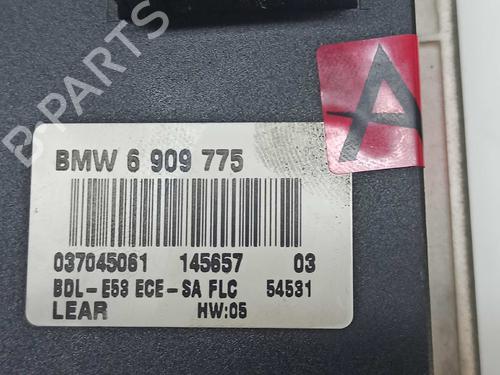 B-PARTS
A
BMW 6 909 775
037045061 145657 03
BDL-E53 ECE-SA FLC 54531
LEAR HW:05